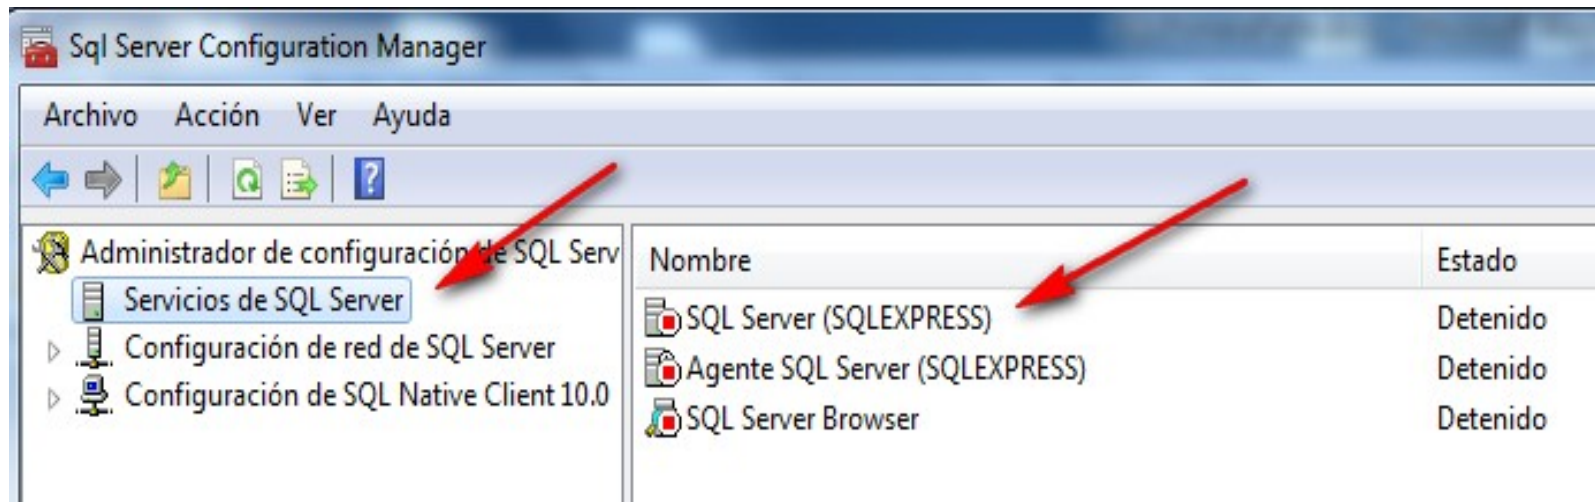 Sql Server Configuration Manager
Archivo Acción Ver Ayuda
Administrador de configuración de SQL Serv
Servicios de SQL Server
Configuración de red de SQL Server
Configuración de SQL Native Client 10.0
Nombre Estado
SQL Server (SQLEXPRESS) Detenido
Agente SQL Server (SQLEXPRESS) Detenido
SQL Server Browser Detenido